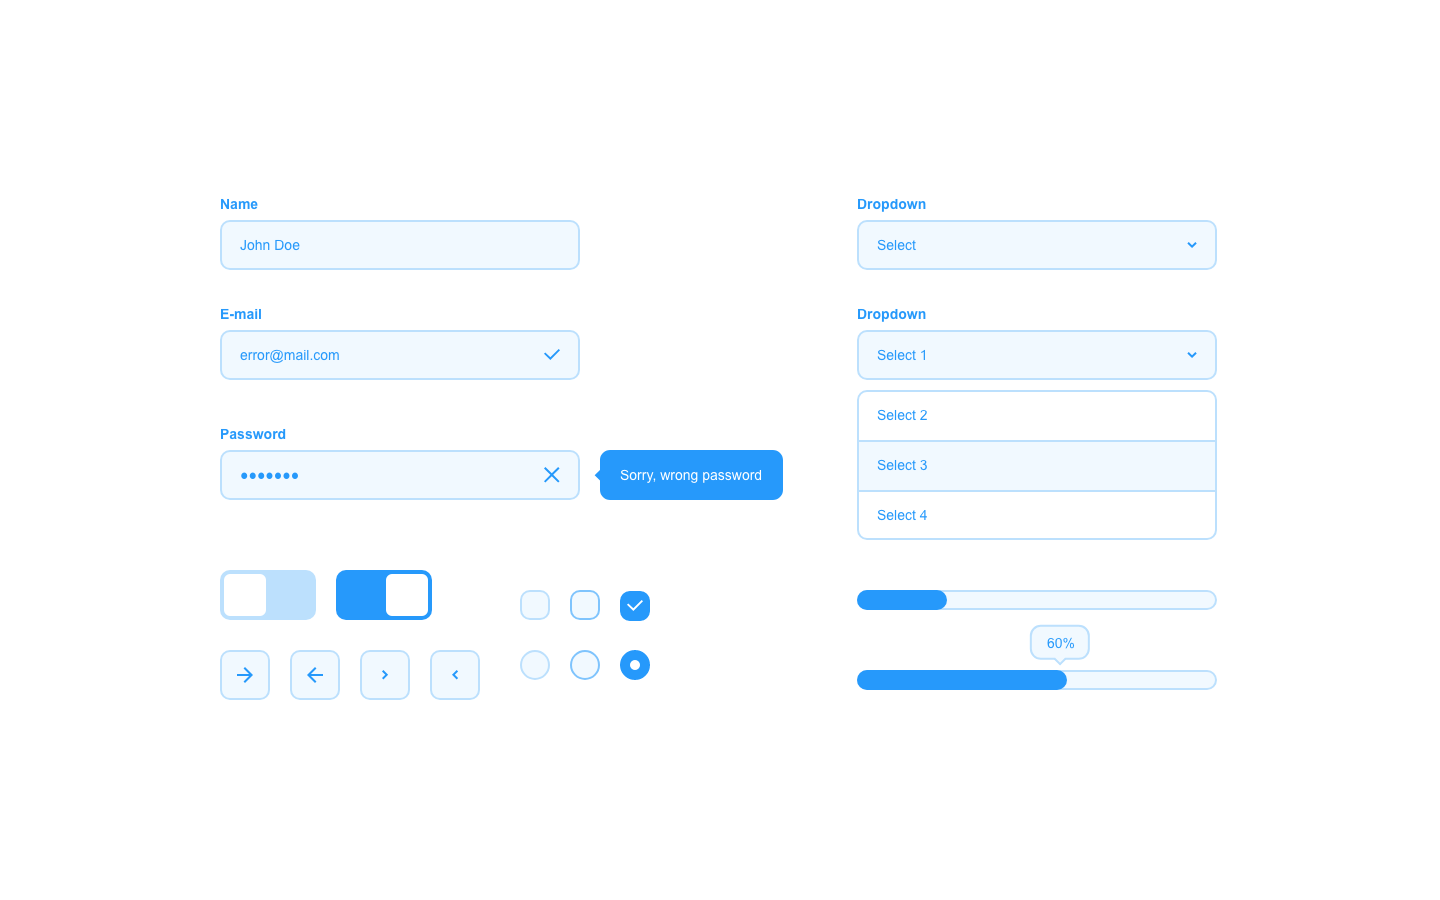 Name
John Doe
E-mail
error@mail.com
Password
●●●●●●●
Sorry, wrong password
Dropdown
Select
Dropdown
Select 1
Select 2
Select 3
Select 4
60%